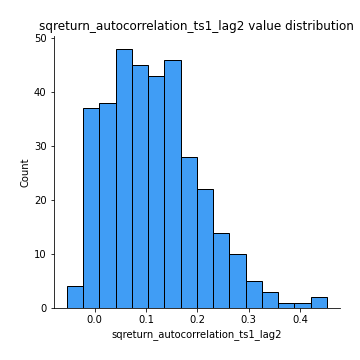 sqreturn_autocorrelation_ts1_lag2 value distribution
50
40
30
20
10
0
Count
0.0 0.1 0.2 0.3 0.4
sqreturn_autocorrelation_ts1_lag2